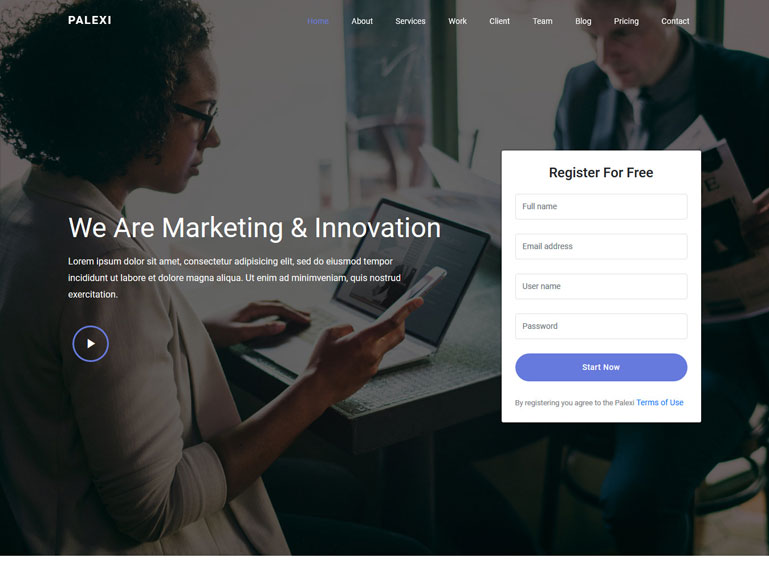 PALEXI
Home About Services Work Client Team Blog Pricing Contact
We Are Marketing & Innovation
Lorem ipsum dolor sit amet, consectetur adipisicing elit, sed do eiusmod tempor
incididunt ut labore et dolore magna aliqua. Ut enim ad minimveniam, quis nostrud
exercitation.
Register For Free
Full name
Email address
User name
Password
Start Now
By registering you agree to the Palexi Terms of Use